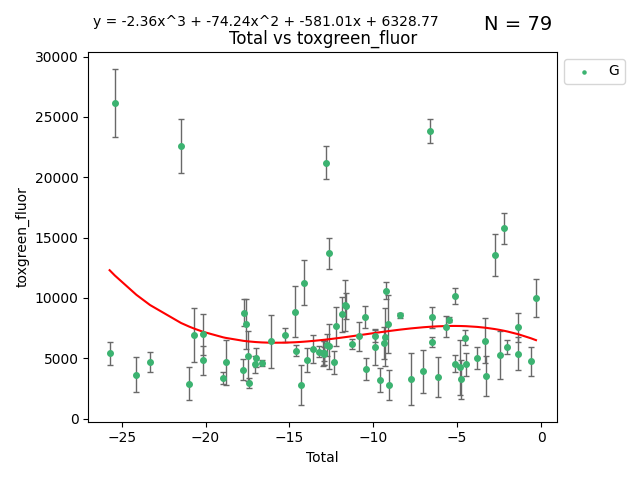 y = -2.36x^3 + -74.24x^2 + -581.01x + 6328.77
N = 79
Total vs toxgreen_fluor
G
toxgreen_fluor
30000
25000
20000
15000
10000
5000
0
−25
−20
−15
−10
−5
0
Total